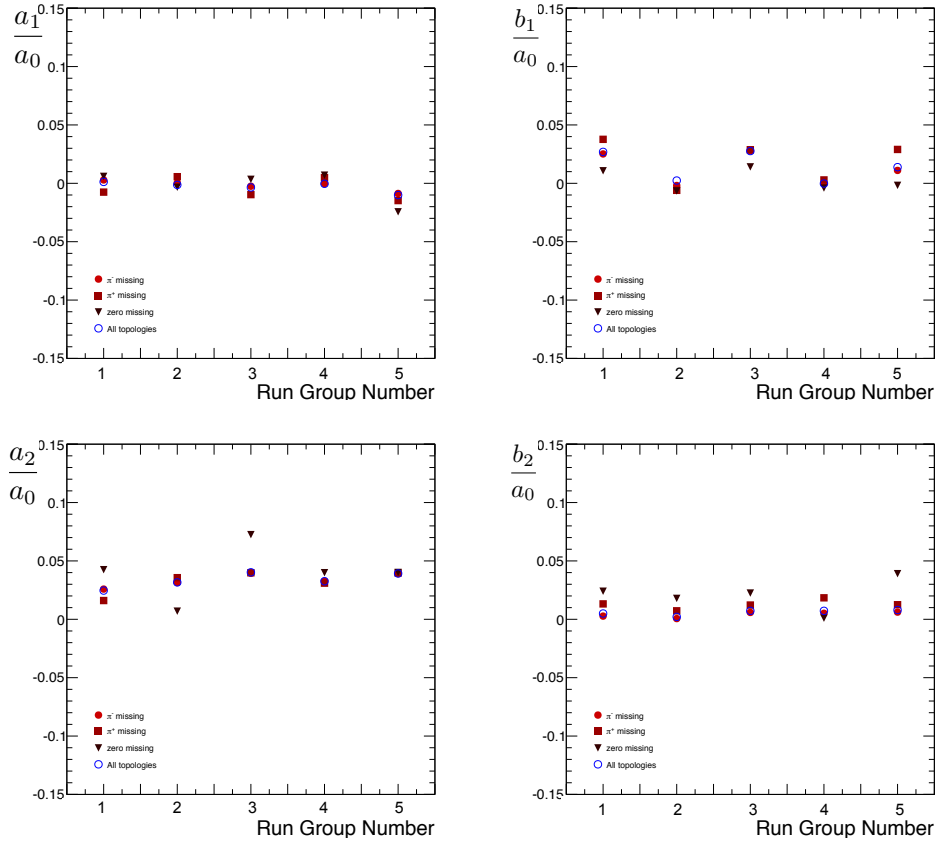 a₁/a₀
0.15
0.1
0.05
0
-0.05
-0.1
-0.15
π⁻ missing
π⁺ missing
zero missing
All topologies
1 2 3 4 5
Run Group Number
b₁/a₀
0.15
0.1
0.05
0
-0.05
-0.1
-0.15
π⁻ missing
π⁺ missing
zero missing
All topologies
1 2 3 4 5
Run Group Number
a₂/a₀
0.15
0.1
0.05
0
-0.05
-0.1
-0.15
π⁻ missing
π⁺ missing
zero missing
All topologies
1 2 3 4 5
Run Group Number
b₂/a₀
0.15
0.1
0.05
0
-0.05
-0.1
-0.15
π⁻ missing
π⁺ missing
zero missing
All topologies
1 2 3 4 5
Run Group Number